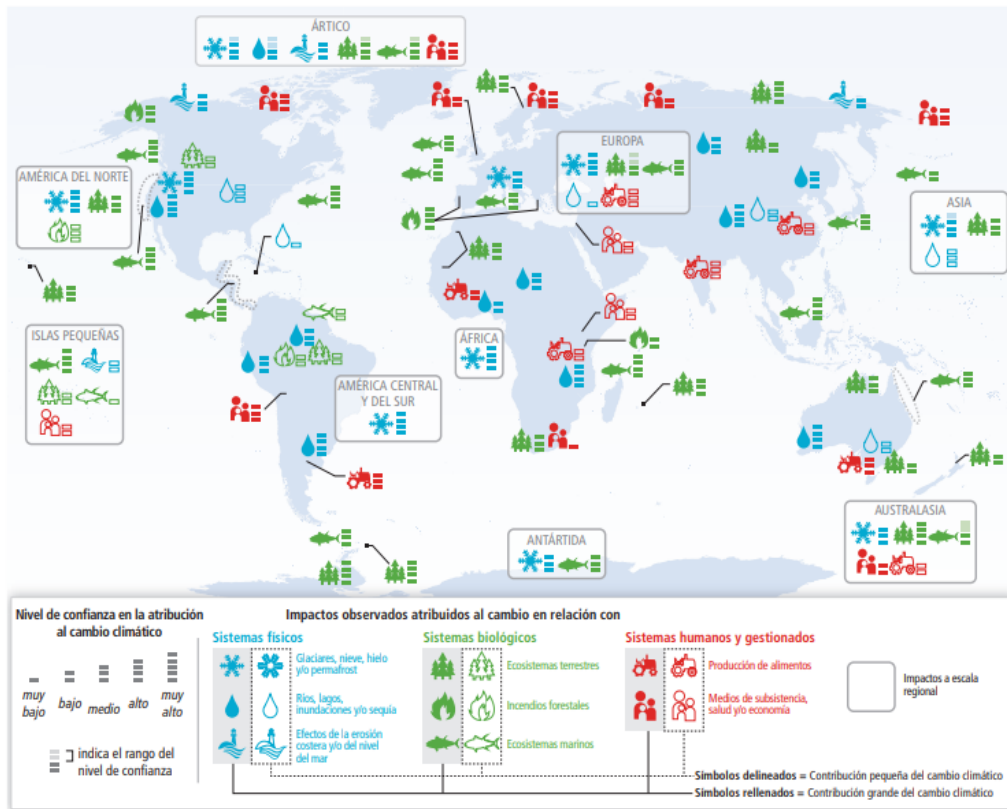 ÁRTICO
EUROPA
AMÉRICA DEL NORTE
ASIA
ISLAS PEQUEÑAS
ÁFRICA
AMÉRICA CENTRAL
Y DEL SUR
ANTÁRTIDA
AUSTRALASIA
Nivel de confianza en la atribución
al cambio climático
muy
bajo
bajo
medio
alto
muy
alto
indica el rango del
nivel de confianza
Impactos observados atribuidos al cambio en relación con
Sistemas físicos
Glaciares, nieve, hielo
y/o permafrost
Ríos, lagos,
inundaciones y/o sequía
Efectos de la erosión
costera y/o del nivel
del mar
Sistemas biológicos
Ecosistemas terrestres
Incendios forestales
Ecosistemas marinos
Sistemas humanos y gestionados
Producción de alimentos
Medios de subsistencia,
salud y/o economía
Impactos a escala
regional
Símbolos delineados = Contribución pequeña del cambio climático
Símbolos rellenados = Contribución grande del cambio climático